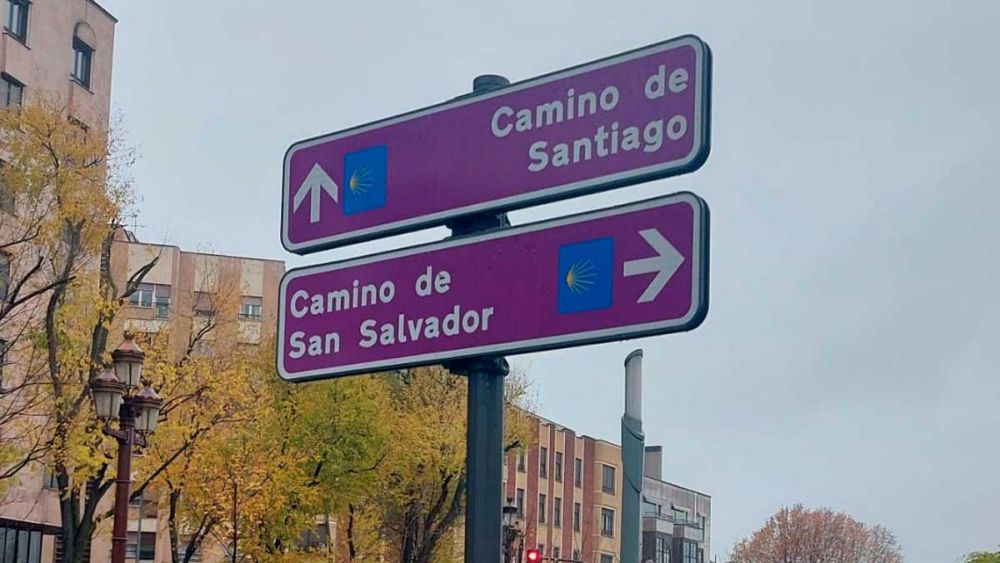 Camino de
Santiago
Camino de
San Salvador